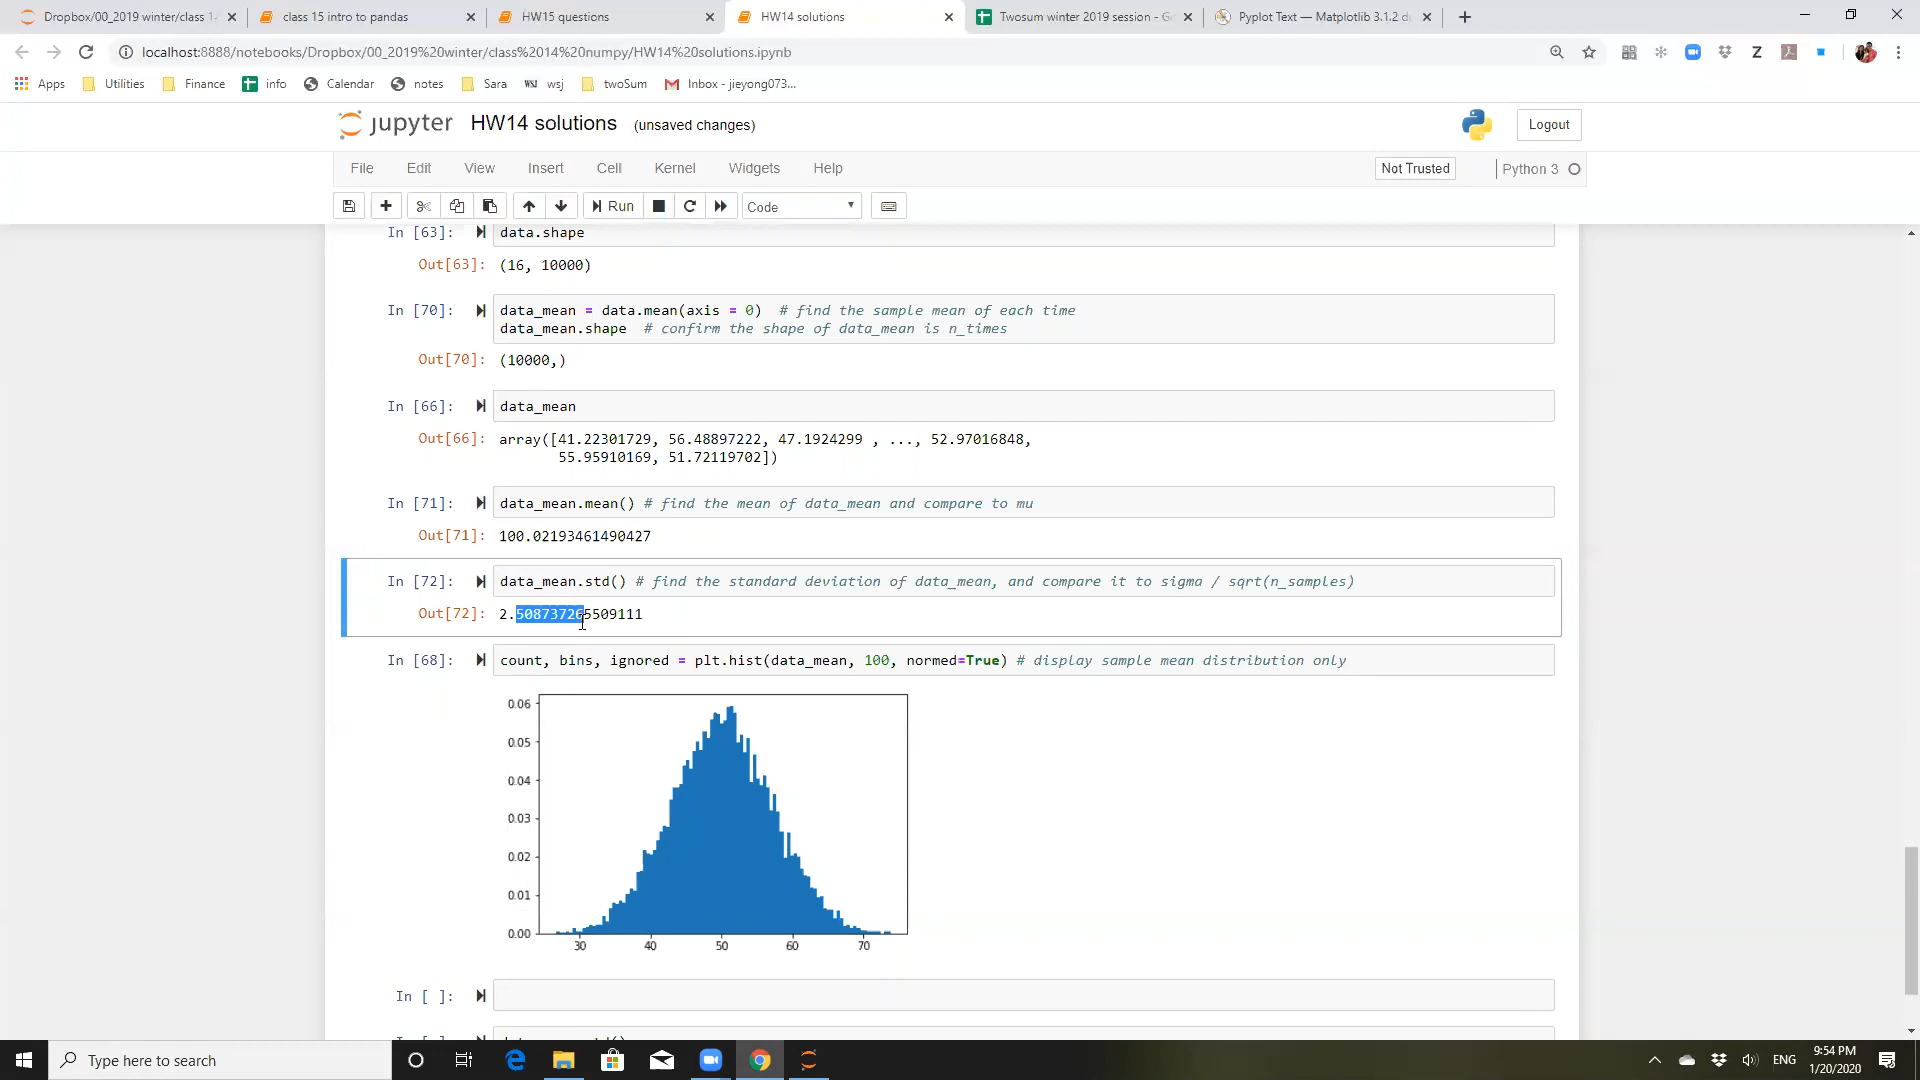 Dropbox/00_2019 winter/class 1
class 15 intro to pandas
HW15 questions
HW14 solutions
Twosum winter 2019 session - G
Pyplot Text — Matplotlib 3.1.2 d
localhost:8888/notebooks/Dropbox/00_2019%20winter/class%2014%20numpy/HW14%20solutions.ipynb
Apps Utilities Finance info Calendar notes Sara WSJ wsj twoSum Inbox - jieyong073...
jupyter HW14 solutions (unsaved changes)
Logout
File Edit View Insert Cell Kernel Widgets Help
Not Trusted Python 3
Run Code
In [63]: data.shape
Out[63]: (16, 10000)
In [70]: data_mean = data.mean(axis = 0) # find the sample mean of each time
data_mean.shape # confirm the shape of data_mean is n_times
Out[70]: (10000,)
In [66]: data_mean
Out[66]: array([41.22301729, 56.48897222, 47.1924299 , ..., 52.97016848,
55.95910169, 51.72119702])
In [71]: data_mean.mean() # find the mean of data_mean and compare to mu
Out[71]: 100.02193461490427
In [72]: data_mean.std() # find the standard deviation of data_mean, and compare it to sigma / sqrt(n_samples)
Out[72]: 2.5087372655509111
In [68]: count, bins, ignored = plt.hist(data_mean, 100, normed=True) # display sample mean distribution only
0.06
0.05
0.04
0.03
0.02
0.01
0.00
30 40 50 60 70
In [ ]:
Type here to search
ENG
9:54 PM
1/20/2020